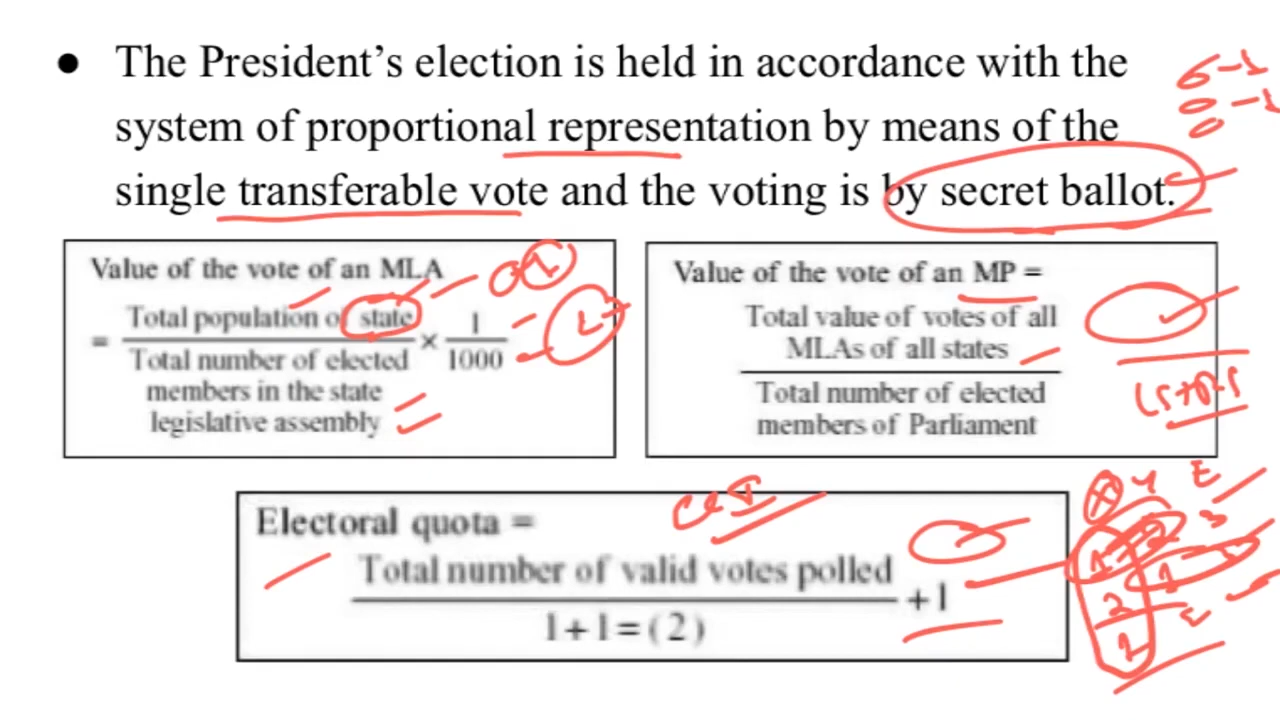 ● The President’s election is held in accordance with the
system of proportional representation by means of the
single transferable vote and the voting is by secret ballot.
Value of the vote of an MLA
= Total population of state × 1
Total number of elected 1000
members in the state
legislative assembly
Value of the vote of an MP =
Total value of votes of all
MLAs of all states
Total number of elected
members of Parliament
Electoral quota =
Total number of valid votes polled
+1
1+1=(2)